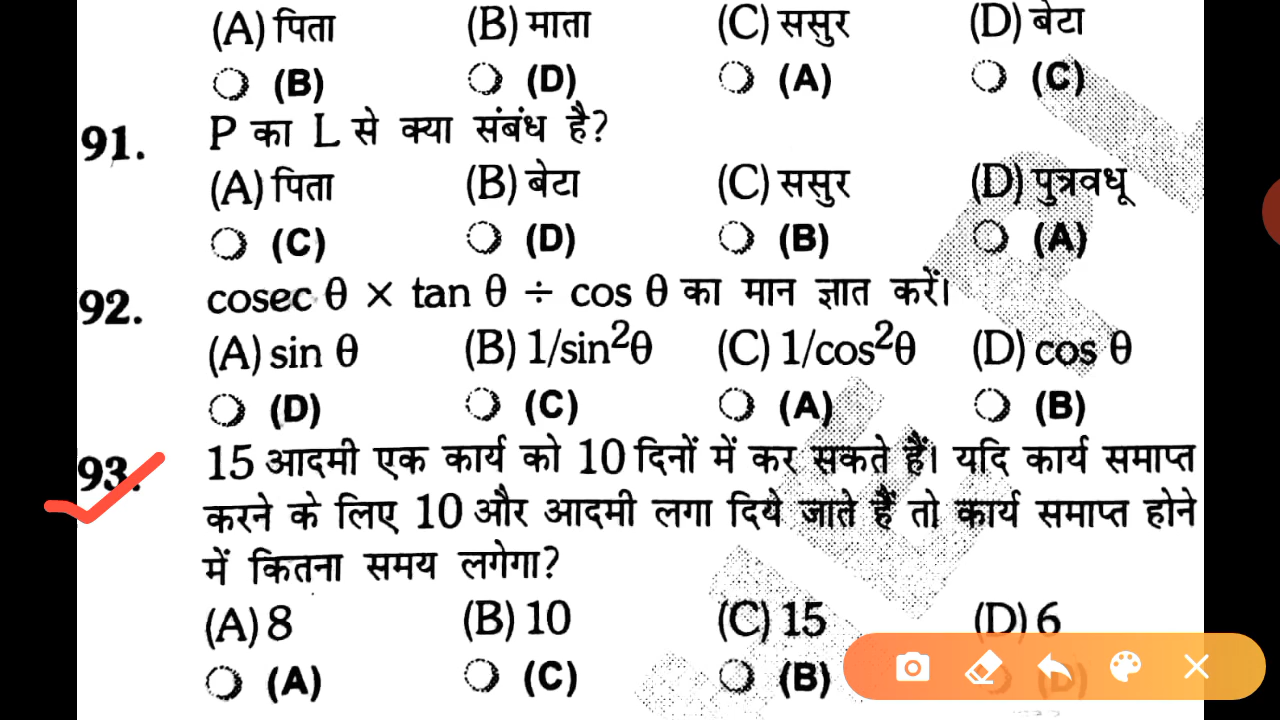 (A) पिता (B) माता (C) ससुर (D) बेटा
(B) (D) (A) (C)
91. P का L से क्या संबंध है?
(A) पिता (B) बेटा (C) ससुर (D) पुत्रवधू
(C) (D) (B) (A)
92. cosec θ × tan θ ÷ cos θ का मान ज्ञात करें।
(A) sin θ (B) 1/sin²θ (C) 1/cos²θ (D) cos θ
(D) (C) (A) (B)
93. 15 आदमी एक कार्य को 10 दिनों में कर सकते हैं। यदि कार्य समाप्त
करने के लिए 10 और आदमी लगा दिये जाते हैं तो कार्य समाप्त होने
में कितना समय लगेगा?
(A) 8 (B) 10 (C) 15 (D) 6
(A) (C) (B) (D)